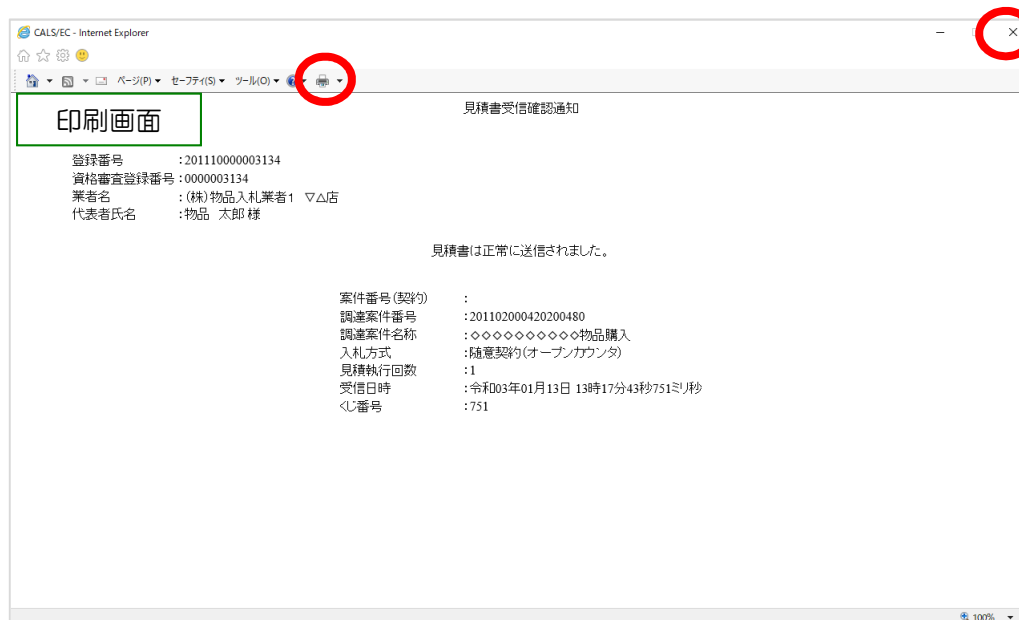 CALS/EC - Internet Explorer
ページ(P) セーフティ(S) ツール(O)
印刷画面
見積書受信確認通知
登録番号 :201110000003134
資格審査登録番号 :0000003134
業者名 :(株)物品入札業者1 ▽△店
代表者氏名 :物品 太郎 様
見積書は正常に送信されました。
案件番号(契約) :
調達案件番号 :201102000420200480
調達案件名称 :◇◇◇◇◇◇◇◇◇◇物品購入
入札方式 :随意契約(オープンカウンタ)
見積執行回数 :1
受信日時 :令和03年01月13日 13時17分43秒751ミリ秒
くじ番号 :751
100%